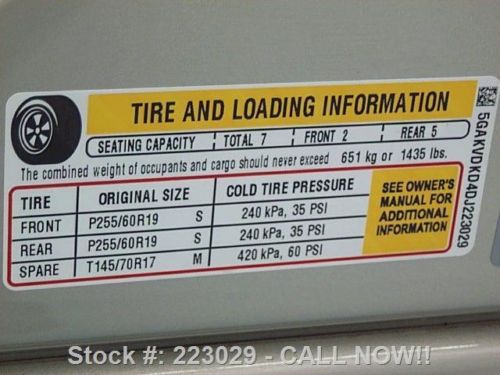 TIRE AND LOADING INFORMATION
SEATING CAPACITY TOTAL 7 FRONT 2 REAR 5
The combined weight of occupants and cargo should never exceed 651 kg or 1435 lbs.
TIRE ORIGINAL SIZE COLD TIRE PRESSURE
FRONT P255/60R19 S 240 kPa, 35 PSI
REAR P255/60R19 S 240 kPa, 35 PSI
SPARE T145/70R17 M 420 kPa, 60 PSI
SEE OWNER'S
MANUAL FOR
ADDITIONAL
INFORMATION
5GAKVDKD4DJ223029
Stock #: 223029 - CALL NOW!!